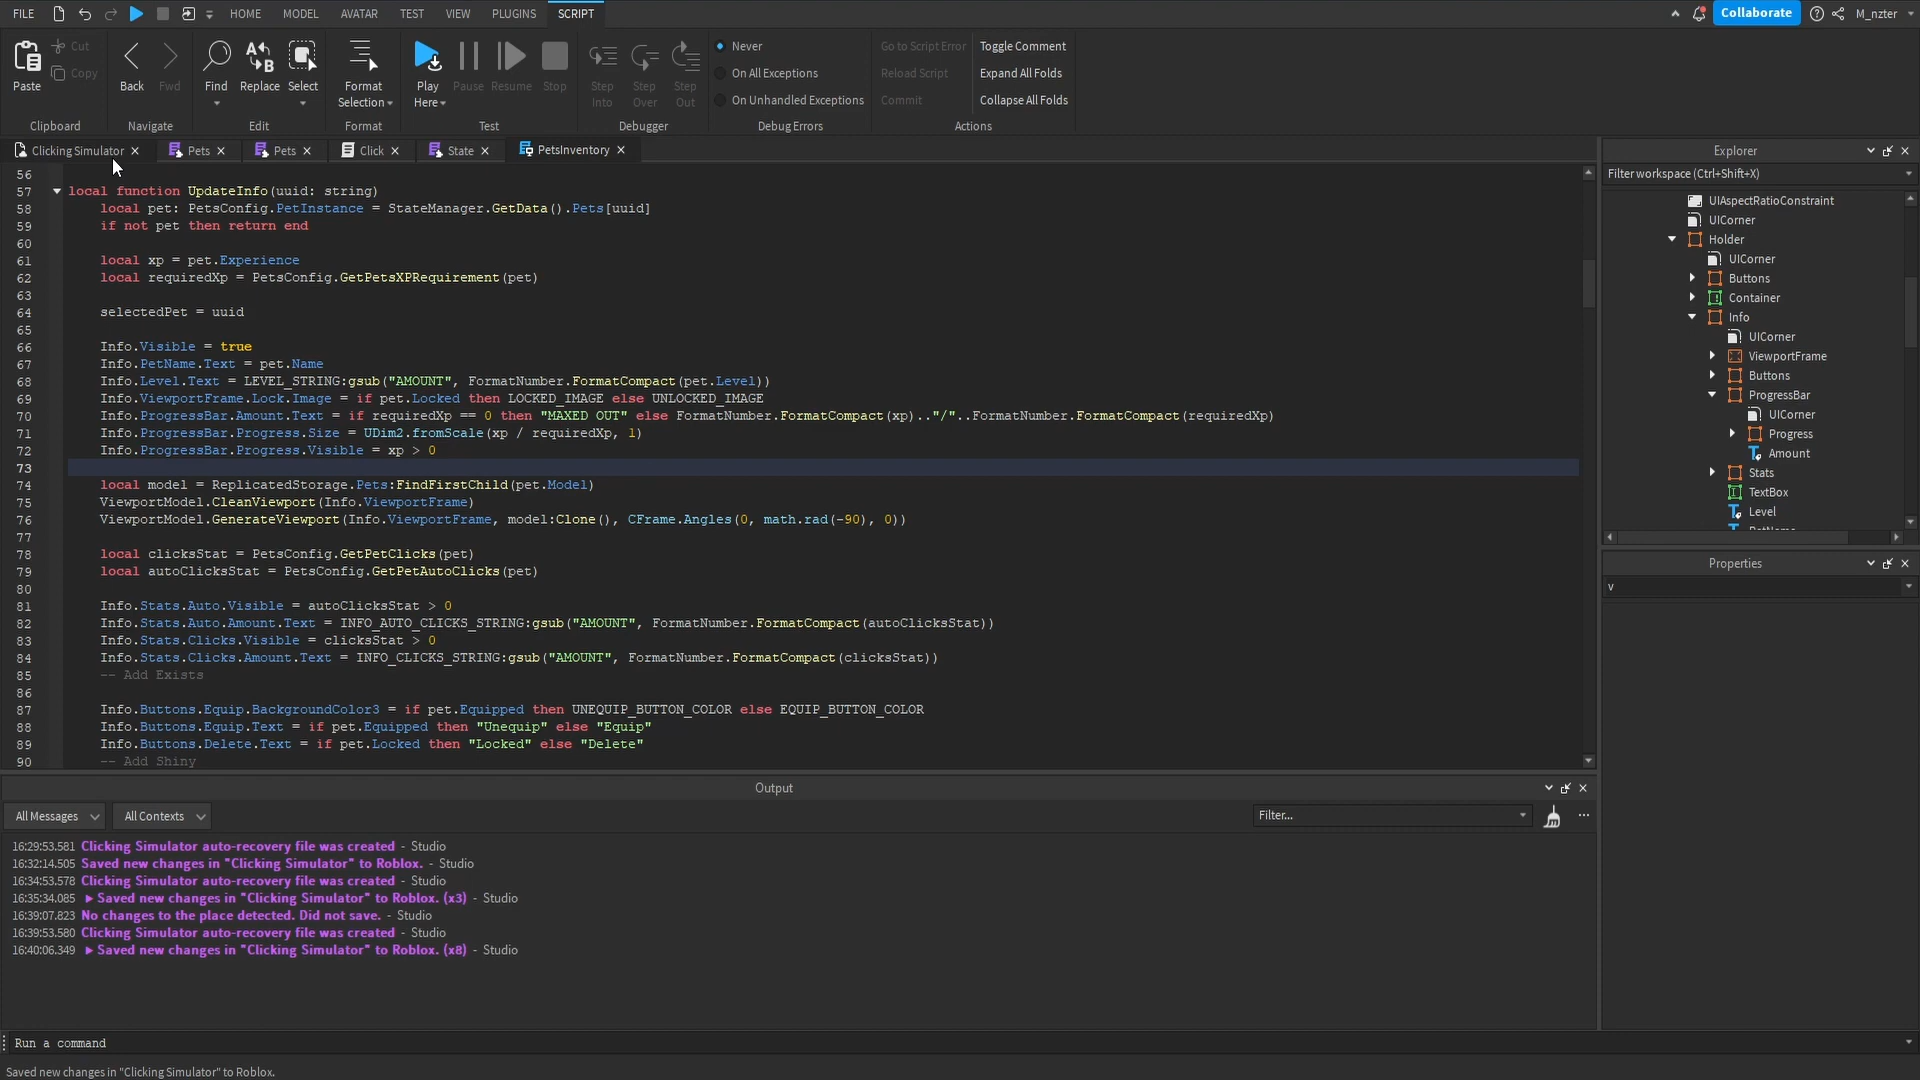 FILE HOME MODEL AVATAR TEST VIEW PLUGINS SCRIPT Collaborate M_nzter
Paste Cut Copy Back Fwd Find Replace Select Format Selection Play Here Pause Resume Stop Step Into Step Over Step Out Never On All Exceptions On Unhandled Exceptions Go to Script Error Reload Script Commit Toggle Comment Expand All Folds Collapse All Folds
Clipboard Navigate Edit Format Test Debugger Debug Errors Actions
Clicking Simulator Pets Pets Click State PetsInventory
56
57 local function UpdateInfo(uuid: string)
58 local pet: PetsConfig.PetInstance = StateManager.GetData().Pets[uuid]
59 if not pet then return end
60
61 local xp = pet.Experience
62 local requiredXp = PetsConfig.GetPetsXPRequirement(pet)
63
64 selectedPet = uuid
65
66 Info.Visible = true
67 Info.PetName.Text = pet.Name
68 Info.Level.Text = LEVEL_STRING:gsub("AMOUNT", FormatNumber.FormatCompact(pet.Level))
69 Info.ViewportFrame.Lock.Image = if pet.Locked then LOCKED_IMAGE else UNLOCKED_IMAGE
70 Info.ProgressBar.Amount.Text = if requiredXp == 0 then "MAXED OUT" else FormatNumber.FormatCompact(xp).."/"..FormatNumber.FormatCompact(requiredXp)
71 Info.ProgressBar.Progress.Size = UDim2.fromScale(xp / requiredXp, 1)
72 Info.ProgressBar.Progress.Visible = xp > 0
73
74 local model = ReplicatedStorage.Pets:FindFirstChild(pet.Model)
75 ViewportModel.CleanViewport(Info.ViewportFrame)
76 ViewportModel.GenerateViewport(Info.ViewportFrame, model:Clone(), CFrame.Angles(0, math.rad(-90), 0))
77
78 local clicksStat = PetsConfig.GetPetClicks(pet)
79 local autoClicksStat = PetsConfig.GetPetAutoClicks(pet)
80
81 Info.Stats.Auto.Visible = autoClicksStat > 0
82 Info.Stats.Auto.Amount.Text = INFO_AUTO_CLICKS_STRING:gsub("AMOUNT", FormatNumber.FormatCompact(autoClicksStat))
83 Info.Stats.Clicks.Visible = clicksStat > 0
84 Info.Stats.Clicks.Amount.Text = INFO_CLICKS_STRING:gsub("AMOUNT", FormatNumber.FormatCompact(clicksStat))
85 -- Add Exists
86
87 Info.Buttons.Equip.BackgroundColor3 = if pet.Equipped then UNEQUIP_BUTTON_COLOR else EQUIP_BUTTON_COLOR
88 Info.Buttons.Equip.Text = if pet.Equipped then "Unequip" else "Equip"
89 Info.Buttons.Delete.Text = if pet.Locked then "Locked" else "Delete"
90 -- Add Shiny
Output
All Messages All Contexts Filter...
16:29:53.581 Clicking Simulator auto-recovery file was created - Studio
16:32:14.505 Saved new changes in "Clicking Simulator" to Roblox. - Studio
16:34:53.578 Clicking Simulator auto-recovery file was created - Studio
16:35:34.085 Saved new changes in "Clicking Simulator" to Roblox. (x3) - Studio
16:39:07.823 No changes to the place detected. Did not save. - Studio
16:39:53.580 Clicking Simulator auto-recovery file was created - Studio
16:40:06.349 Saved new changes in "Clicking Simulator" to Roblox. (x8) - Studio
Run a command
Saved new changes in "Clicking Simulator" to Roblox.
Explorer
Filter workspace (Ctrl+Shift+X)
UIAspectRatioConstraint
UICorner
Holder
UICorner
Buttons
Container
Info
UICorner
ViewportFrame
Buttons
ProgressBar
UICorner
Progress
Amount
Stats
TextBox
Level
Properties
v